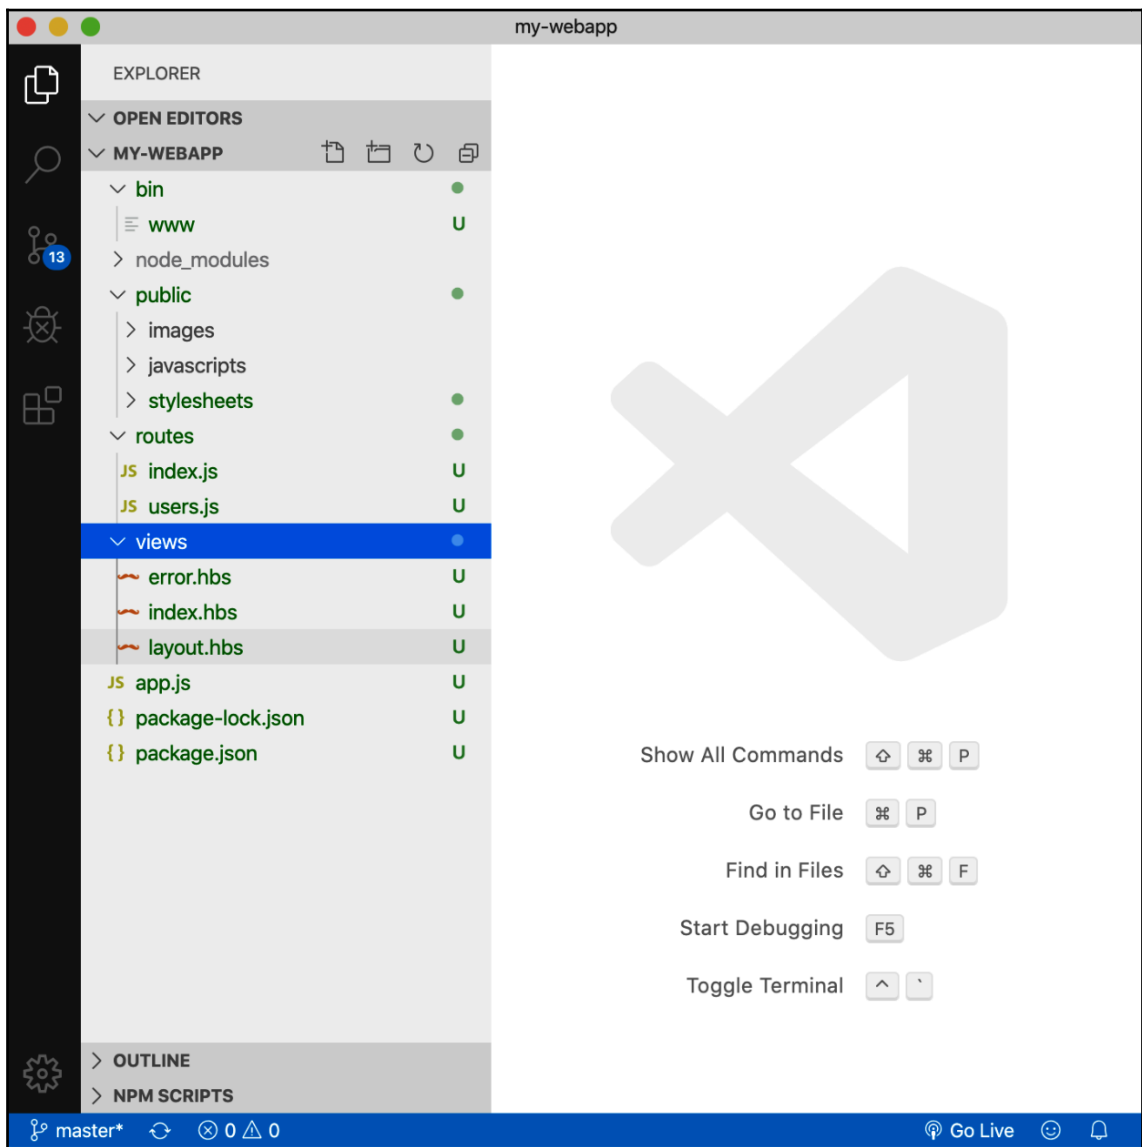 my-webapp
EXPLORER
OPEN EDITORS
MY-WEBAPP
bin
www U
13
node_modules
public
images
javascripts
stylesheets
routes
JS index.js U
JS users.js U
views
error.hbs U
index.hbs U
layout.hbs U
JS app.js U
{} package-lock.json U
{} package.json U
Show All Commands ⇧ ⌘ P
Go to File ⌘ P
Find in Files ⇧ ⌘ F
Start Debugging F5
Toggle Terminal ^ `
OUTLINE
NPM SCRIPTS
master* 0 0 Go Live